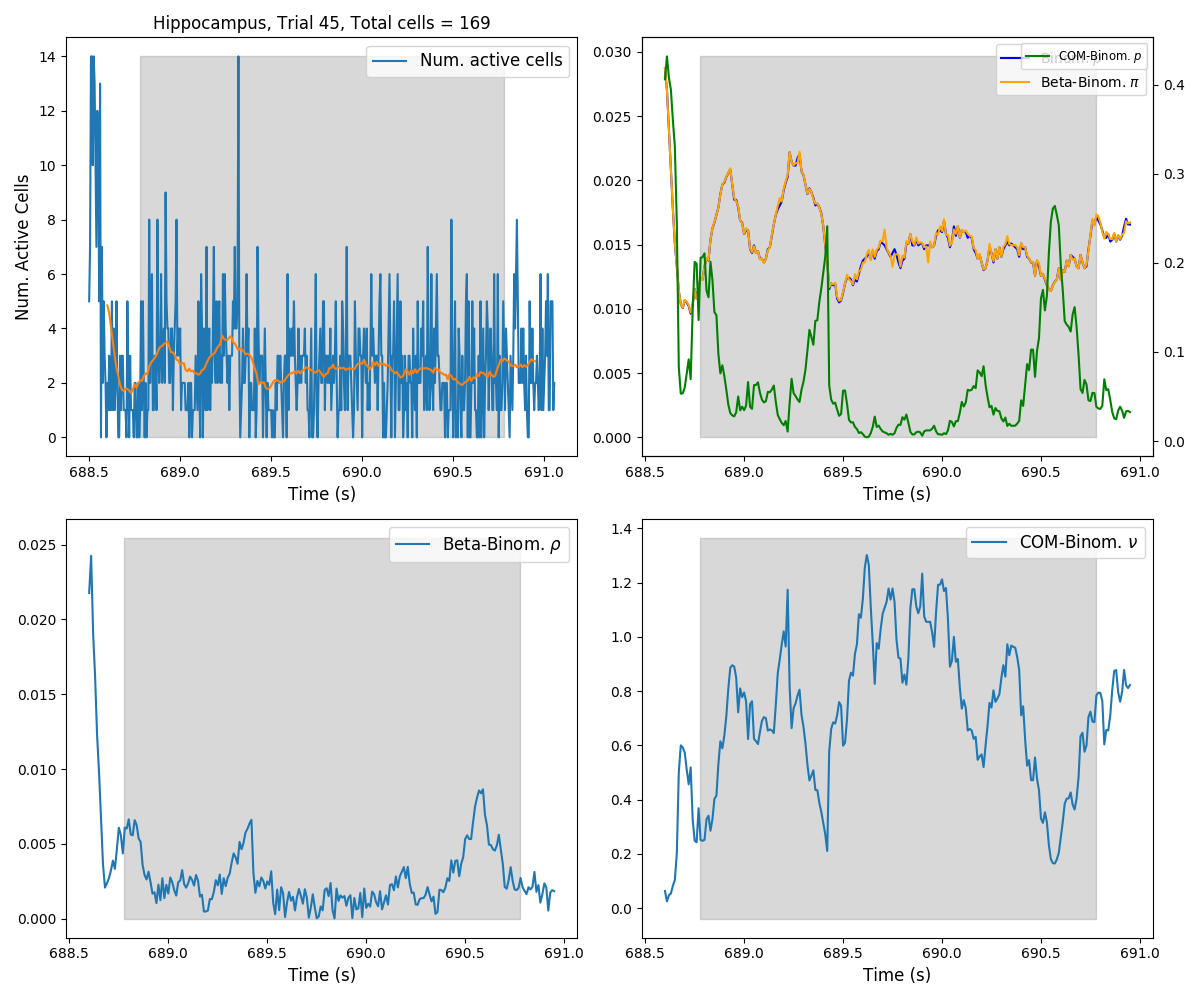 Hippocampus, Trial 45, Total cells = 169
Num. active cells
Num. Active Cells
14
12
10
8
6
4
2
0
688.5 689.0 689.5 690.0 690.5 691.0
Time (s)
COM-Binom. p
Beta-Binom. π
0.030
0.025
0.020
0.015
0.010
0.005
0.000
0.4
0.3
0.2
0.1
0.0
688.5 689.0 689.5 690.0 690.5 691.0
Time (s)
Beta-Binom. ρ
0.025
0.020
0.015
0.010
0.005
0.000
688.5 689.0 689.5 690.0 690.5 691.0
Time (s)
COM-Binom. ν
1.4
1.2
1.0
0.8
0.6
0.4
0.2
0.0
688.5 689.0 689.5 690.0 690.5 691.0
Time (s)